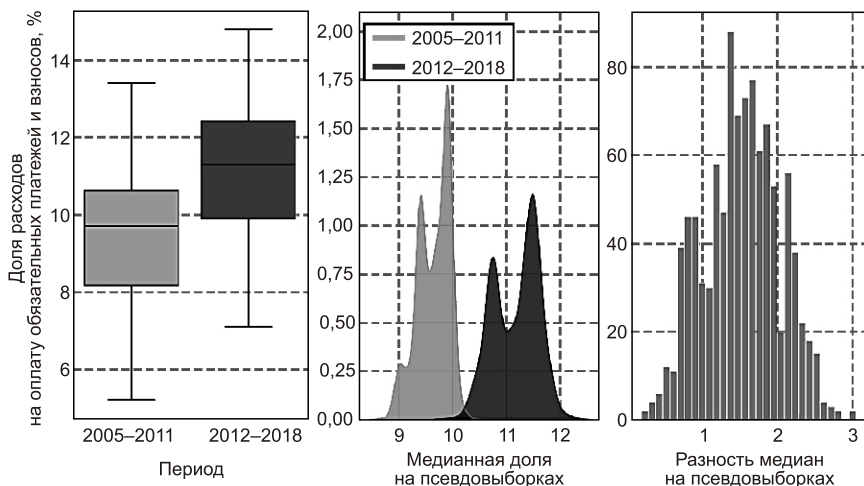 Доля расходов
на оплату обязательных платежей и взносов, %
14
12
10
8
6
2005–2011 2012–2018
Период
2,00
1,75
1,50
1,25
1,00
0,75
0,50
0,25
0,00
2005–2011
2012–2018
9 10 11 12
Медианная доля
на псевдовыборках
80
60
40
20
0
1 2 3
Разность медиан
на псевдовыборках